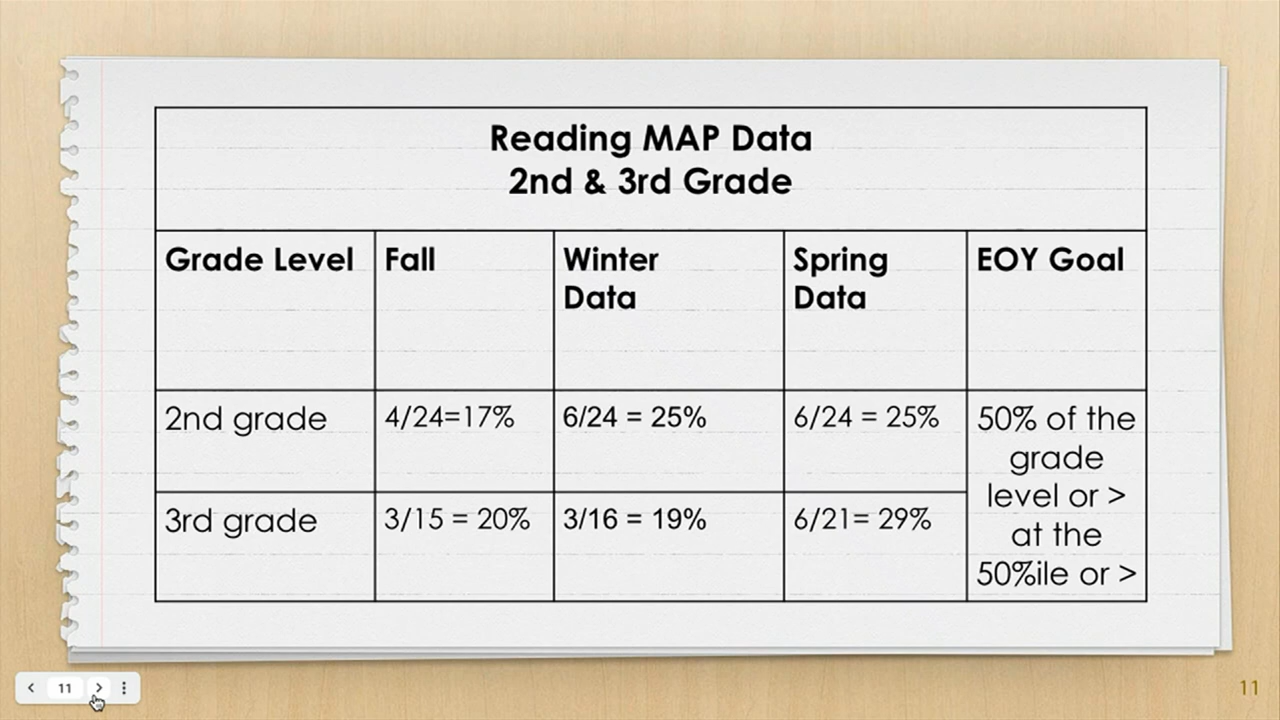 Reading MAP Data
2nd & 3rd Grade
Grade Level
Fall
Winter
Data
Spring
Data
EOY Goal
2nd grade
4/24=17%
6/24 = 25%
6/24 = 25%
50% of the
grade
level or >
at the
50%ile or >
3rd grade
3/15 = 20%
3/16 = 19%
6/21= 29%
11
11